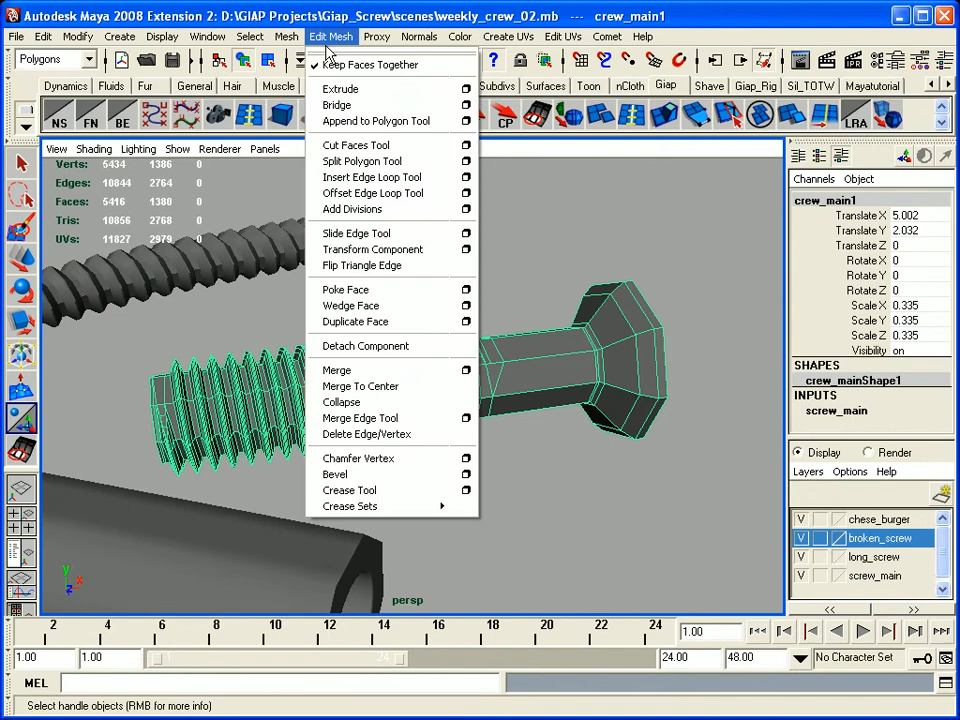 Autodesk Maya 2008 Extension 2: D:\GIAP Projects\Giap_Screw\scenes\weekly_crew_02.mb --- crew_main1
File Edit Modify Create Display Window Select Mesh Edit Mesh Proxy Normals Color Create UVs Edit UVs Comet Help
Polygons
Dynamics Fluids Fur General Hair Muscle Subdivs Surfaces Toon nCloth Giap Shave Giap_Rig Sil_TOTW Mayatutorial
NS FN BE CP LRA
View Shading Lighting Show Renderer Panels
Verts: 5434 1386 0
Edges: 10844 2764 0
Faces: 5416 1380 0
Tris: 10856 2768 0
UVs: 11827 2979 0
Keep Faces Together
Extrude
Bridge
Append to Polygon Tool
Cut Faces Tool
Split Polygon Tool
Insert Edge Loop Tool
Offset Edge Loop Tool
Add Divisions
Slide Edge Tool
Transform Component
Flip Triangle Edge
Poke Face
Wedge Face
Duplicate Face
Detach Component
Merge
Merge To Center
Collapse
Merge Edge Tool
Delete Edge/Vertex
Chamfer Vertex
Bevel
Crease Tool
Crease Sets
y
x
z
persp
Channels Object
crew_main1
Translate X 5.002
Translate Y 2.032
Translate Z 0
Rotate X 0
Rotate Y 0
Rotate Z 0
Scale X 0.335
Scale Y 0.335
Scale Z 0.335
Visibility on
SHAPES
crew_mainShape1
INPUTS
screw_main
Display Render
Layers Options Help
V chese_burger
V broken_screw
V long_screw
V screw_main
<< >>
2 4 6 8 10 12 14 16 18 20 22 24
1.00
1.00 1.00 24 24.00 48.00 No Character Set
MEL
Select handle objects (RMB for more info)